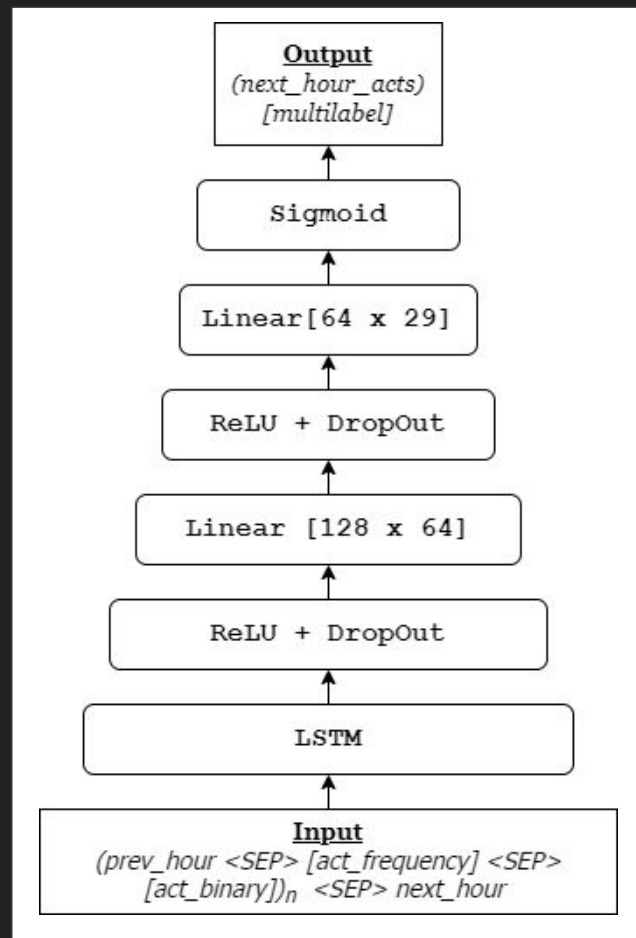 Output
(next_hour_acts)
[multilabel]
Sigmoid
Linear[64 x 29]
ReLU + DropOut
Linear [128 x 64]
ReLU + DropOut
LSTM
Input
(prev_hour <SEP> [act_frequency] <SEP>
[act_binary])n <SEP> next_hour